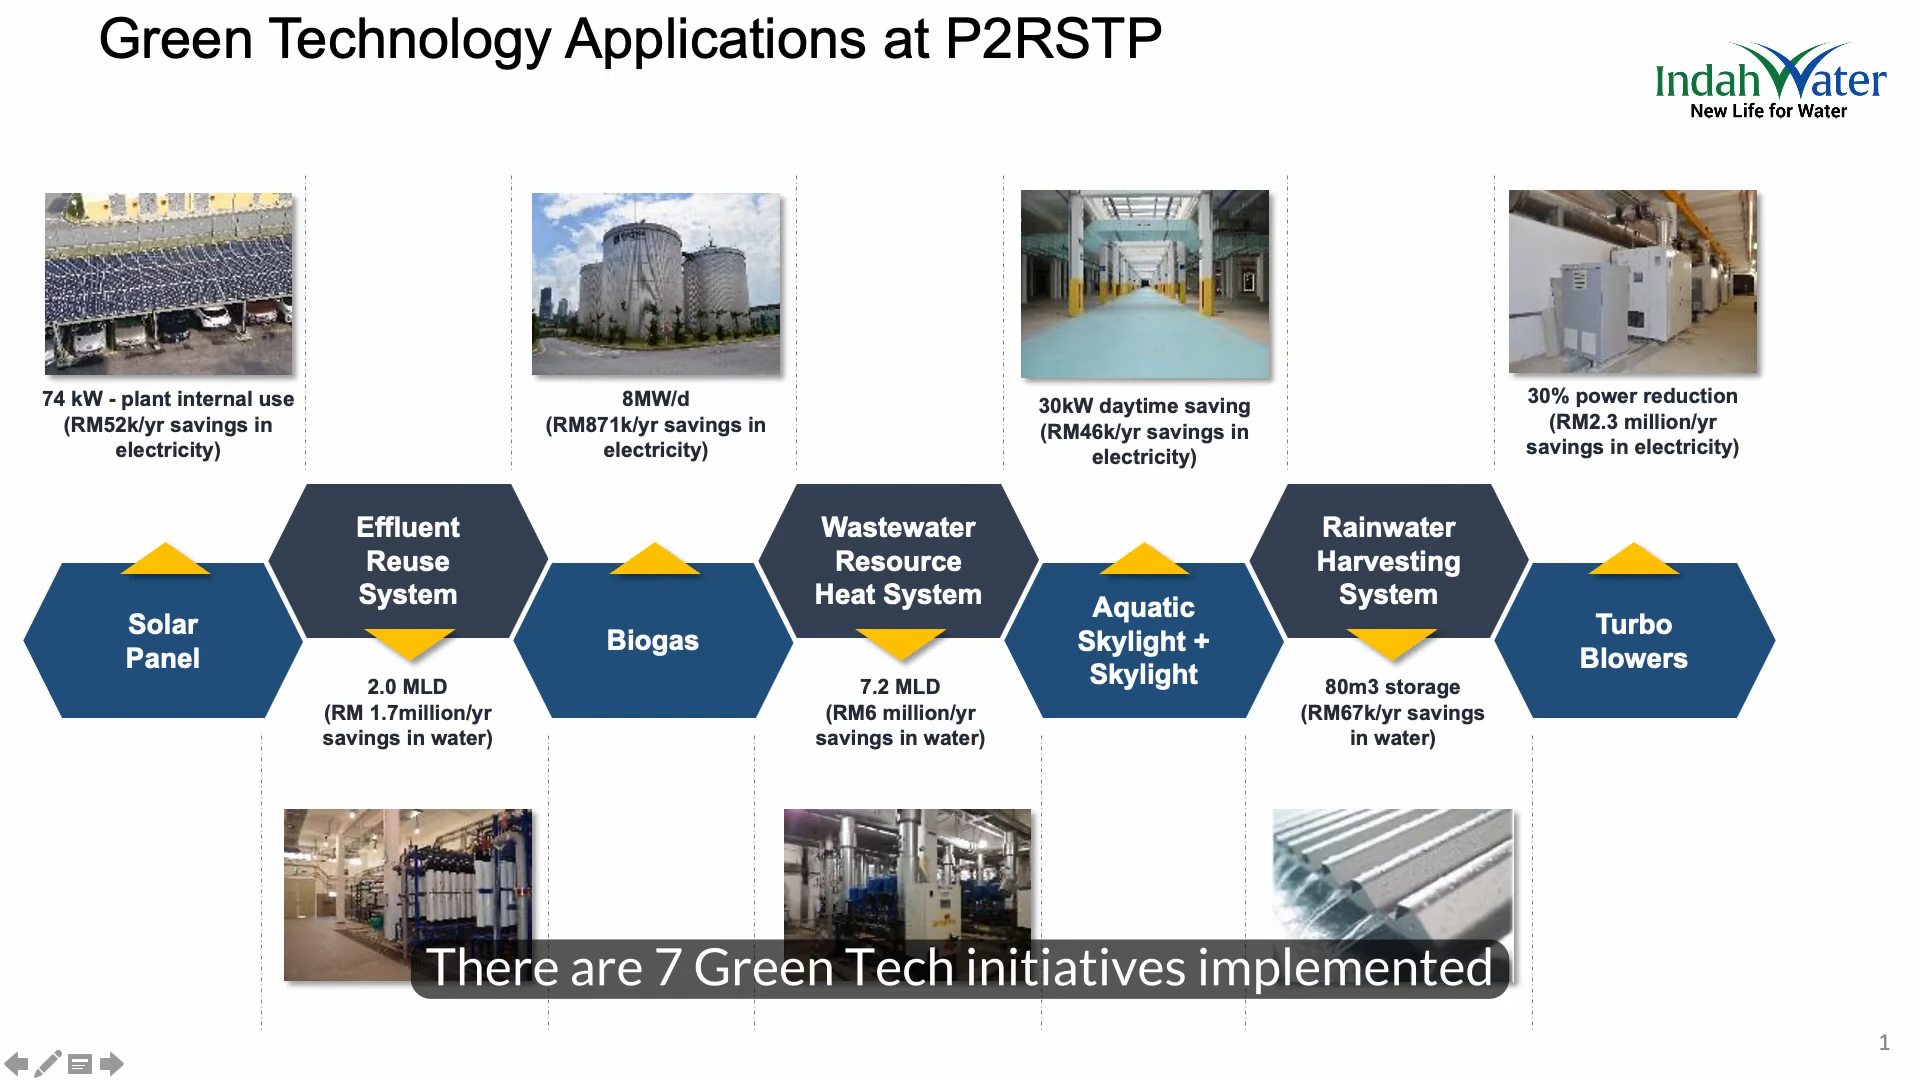 Green Technology Applications at P2RSTP
IndahWater
New Life for Water
74 kW - plant internal use
(RM52k/yr savings in
electricity)
8MW/d
(RM871k/yr savings in
electricity)
30kW daytime saving
(RM46k/yr savings in
electricity)
30% power reduction
(RM2.3 million/yr
savings in electricity)
Solar
Panel
Effluent
Reuse
System
Biogas
Wastewater
Resource
Heat System
Aquatic
Skylight +
Skylight
Rainwater
Harvesting
System
Turbo
Blowers
2.0 MLD
(RM 1.7million/yr
savings in water)
7.2 MLD
(RM6 million/yr
savings in water)
80m3 storage
(RM67k/yr savings
in water)
There are 7 Green Tech initiatives implemented
1